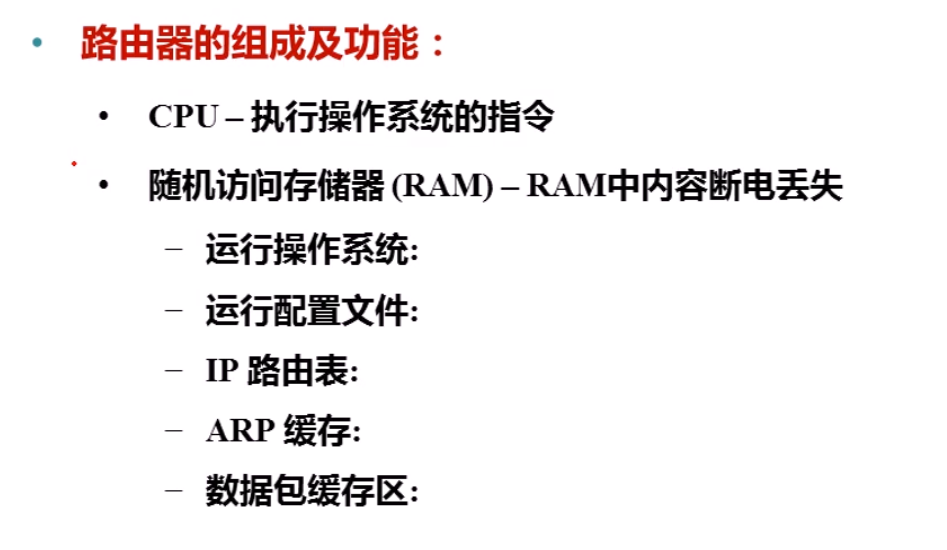 • 路由器的组成及功能：
• CPU – 执行操作系统的指令
• 随机访问存储器 (RAM) – RAM中内容断电丢失
– 运行操作系统:
– 运行配置文件:
– IP 路由表:
– ARP 缓存:
– 数据包缓存区: